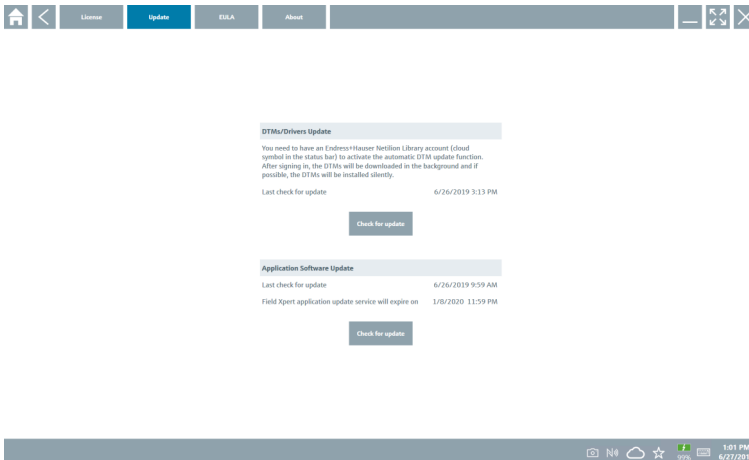 License Update EULA About
DTMs/Drivers Update
You need to have an Endress+Hauser Netilion Library account (cloud
symbol in the status bar) to activate the automatic DTM update function.
After signing in, the DTMs will be downloaded in the background and if
possible, the DTMs will be installed silently.
Last check for update 6/26/2019 3:13 PM
Check for update
Application Software Update
Last check for update 6/26/2019 9:59 AM
Field Xpert application update service will expire on 1/8/2020 11:59 PM
Check for update
1:01 PM
99% 6/27/201